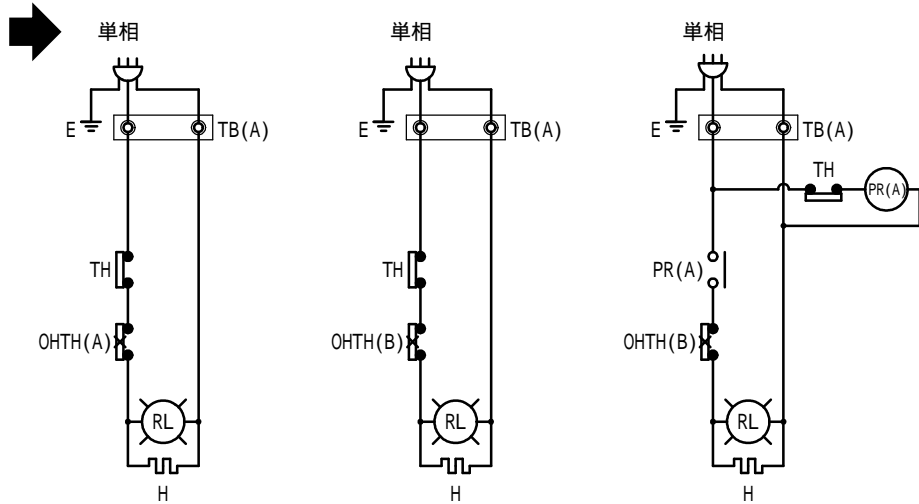 単相
E
TB(A)
TH
OHTH(A)
RL
H
単相
E
TB(A)
TH
OHTH(B)
RL
H
単相
E
TB(A)
TH
PR(A)
PR(A)
OHTH(B)
RL
H